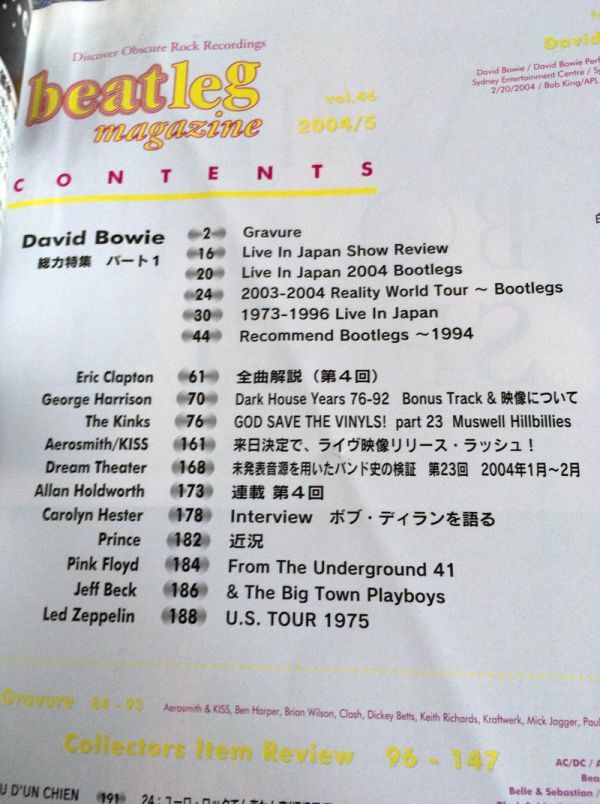 Discover Obscure Rock Recordings
beatleg
magazine
vol.46
2004/5
CONTENTS
David
David Bowie / David Bowie Perf
Sydney Entertainment Centre / Sy
2/20/2004 / Bob King/APL
David Bowie 2 Gravure
総力特集 パート1 16 Live In Japan Show Review
20 Live In Japan 2004 Bootlegs
24 2003-2004 Reality World Tour ～ Bootlegs
30 1973-1996 Live In Japan
44 Recommend Bootlegs ～1994
Eric Clapton 61 全曲解説（第４回）
George Harrison 70 Dark House Years 76-92 Bonus Track & 映像について
The Kinks 76 GOD SAVE THE VINYLS! part 23 Muswell Hillbillies
Aerosmith/KISS 161 来日決定で、ライヴ映像リリース・ラッシュ！
Dream Theater 168 未発表音源を用いたバンド史の検証 第23回 2004年1月～2月
Allan Holdworth 173 連載 第４回
Carolyn Hester 178 Interview ボブ・ディランを語る
Prince 182 近況
Pink Floyd 184 From The Underground 41
Jeff Beck 186 & The Big Town Playboys
Led Zeppelin 188 U.S. TOUR 1975
Gravure 84 - 93 Aerosmith & KISS, Ben Harper, Brian Wilson, Clash, Dickey Betts, Keith Richards, Kraftwerk, Mick Jagger, Paul
Collectors Item Review 96 - 147
AC/DC / A
Bea
Belle & Sebastian /
U D'UN CHIEN 191 24：ユーロ・ロック